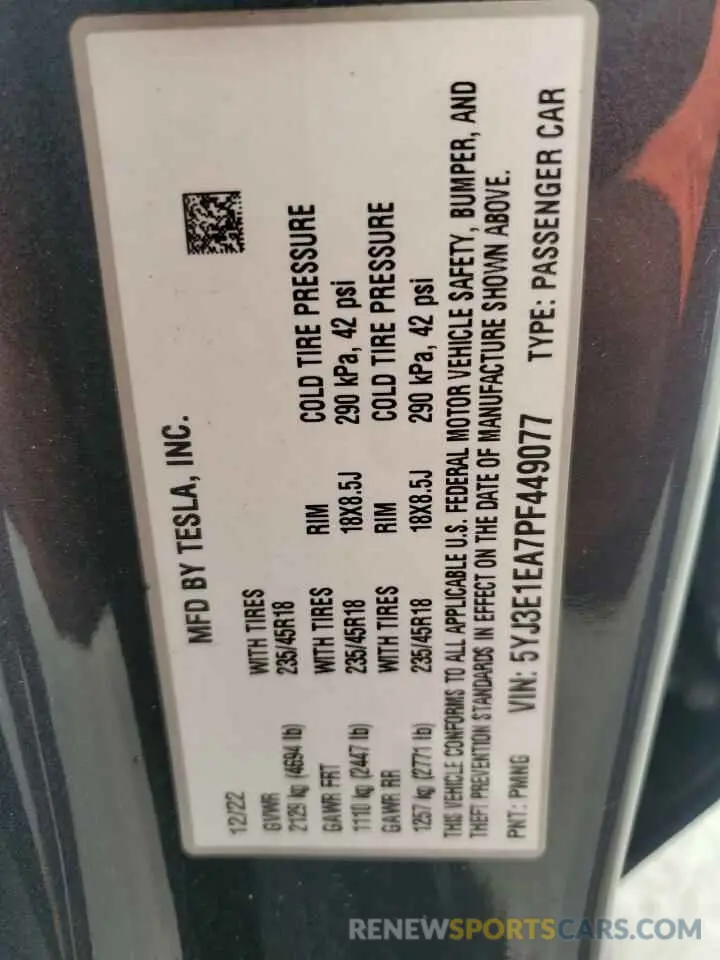 MFD BY TESLA, INC.
12/22
GVWR WITH TIRES RIM COLD TIRE PRESSURE
2129 kg (4694 lb) 235/45R18 18X8.5J 290 kPa, 42 psi
GAWR FRT WITH TIRES RIM COLD TIRE PRESSURE
1110 kg (2447 lb) 235/45R18 18X8.5J 290 kPa, 42 psi
GAWR RR WITH TIRES
1257 kg (2771 lb) 235/45R18
THIS VEHICLE CONFORMS TO ALL APPLICABLE U.S. FEDERAL MOTOR VEHICLE SAFETY, BUMPER, AND
THEFT PREVENTION STANDARDS IN EFFECT ON THE DATE OF MANUFACTURE SHOWN ABOVE.
PNT: PMNG VIN: 5YJ3E1EA7PF449077 TYPE: PASSENGER CAR
RENEWSPORTSCARS.COM